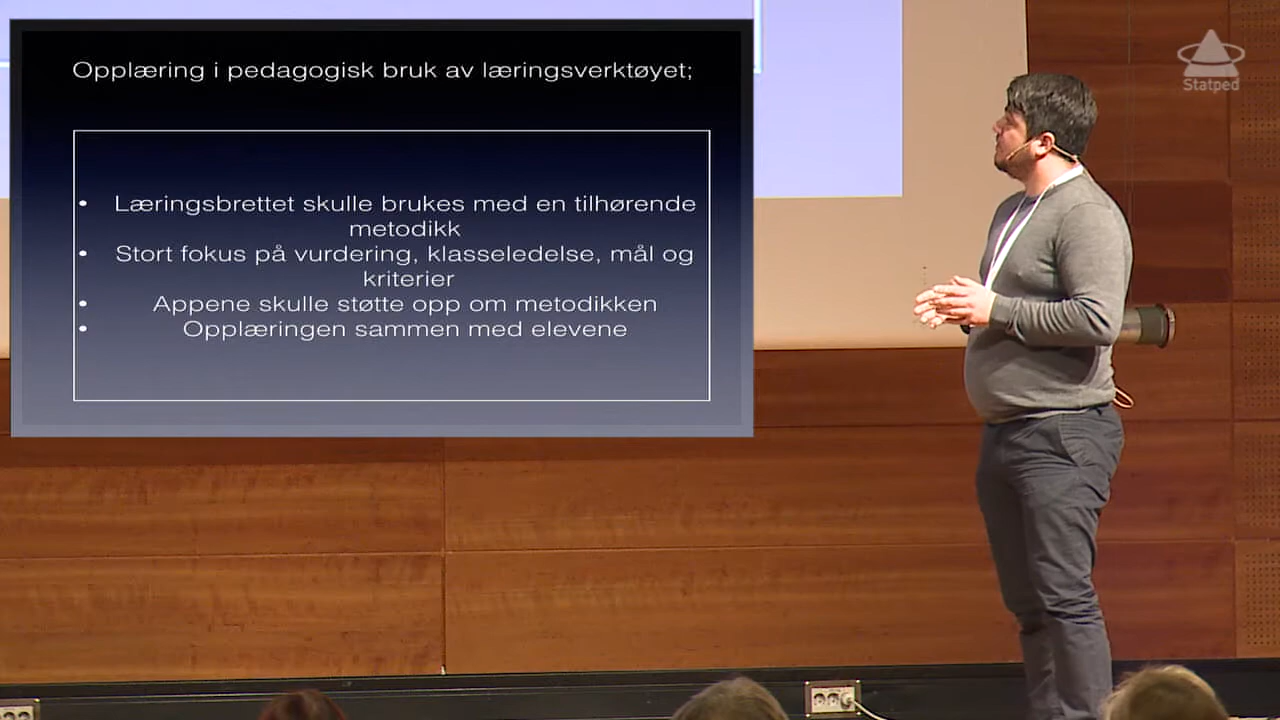 Opplæring i pedagogisk bruk av læringsverktøyet;
• Læringsbrettet skulle brukes med en tilhørende
metodikk
• Stort fokus på vurdering, klasseledelse, mål og
kriterier
• Appene skulle støtte opp om metodikken
• Opplæringen sammen med elevene
Statped